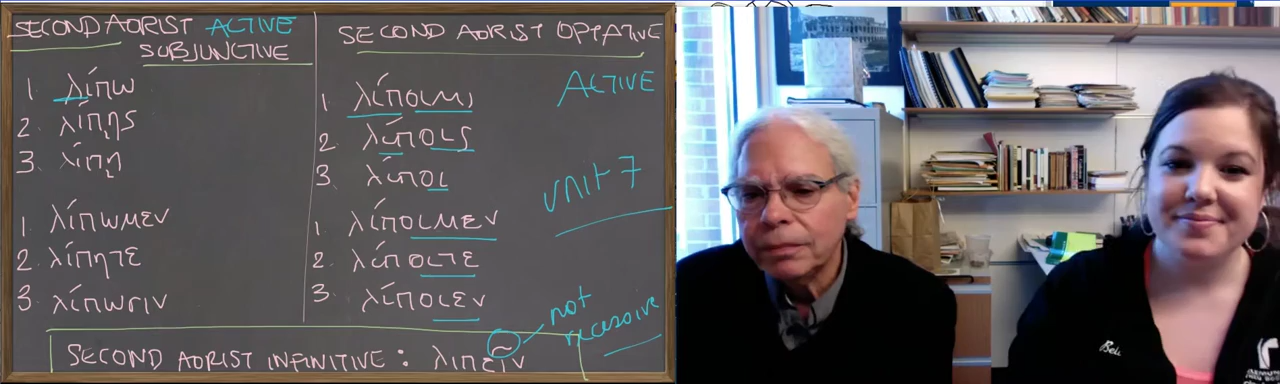 SECOND AORIST ACTIVE
SUBJUNCTIVE
1. λίπω
2. λίπῃς
3. λίπῃ
1. λίπωμεν
2. λίπητε
3. λίπωσιν
SECOND AORIST OPTATIVE
ACTIVE
1. λίποιμι
2. λίποις
3. λίποι
1. λίποιμεν
2. λίποιτε
3. λίποιεν
UNIT 7
not
recessive
SECOND AORIST INFINITIVE: λιπεῖν